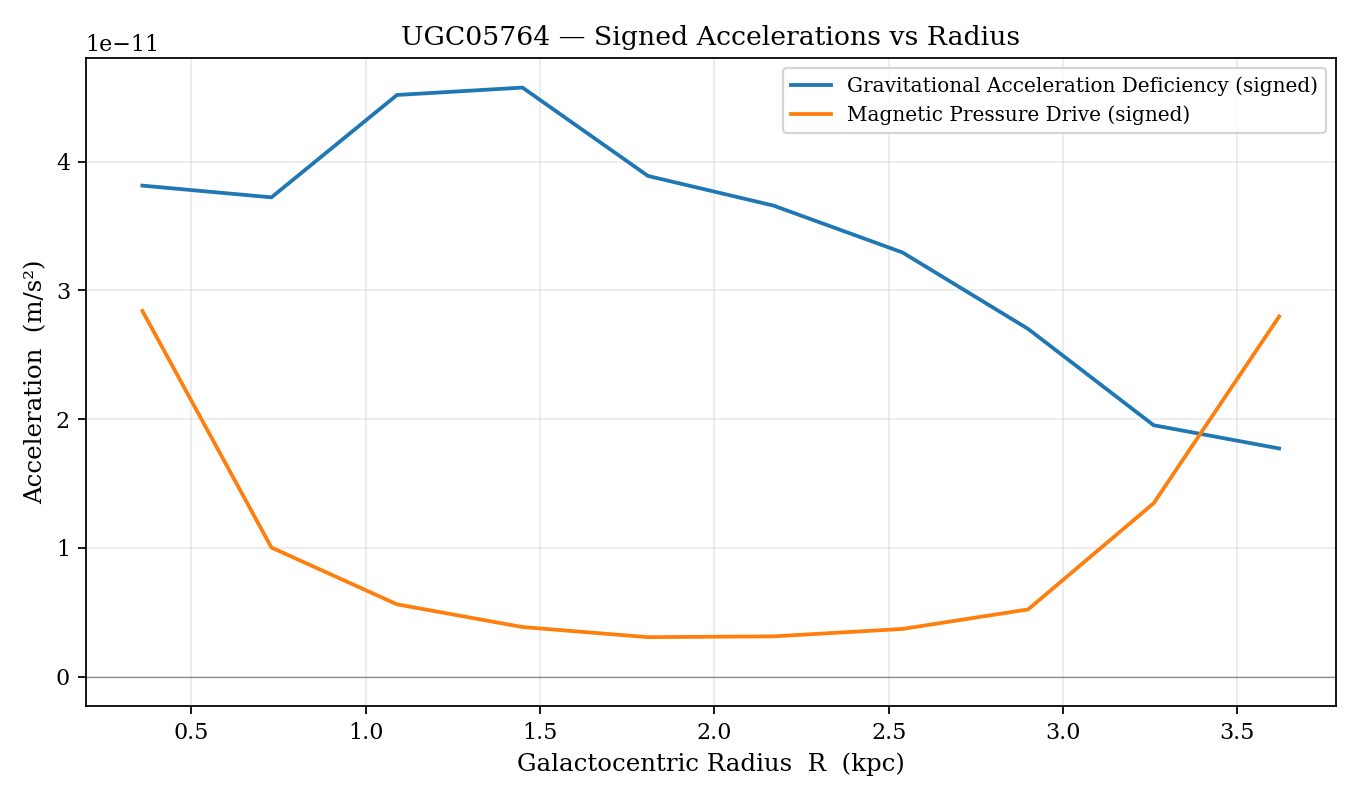 UGC05764 — Signed Accelerations vs Radius
1e−11
Gravitational Acceleration Deficiency (signed)
Magnetic Pressure Drive (signed)
Acceleration (m/s²)
4
3
2
1
0
0.5 1.0 1.5 2.0 2.5 3.0 3.5
Galactocentric Radius R (kpc)